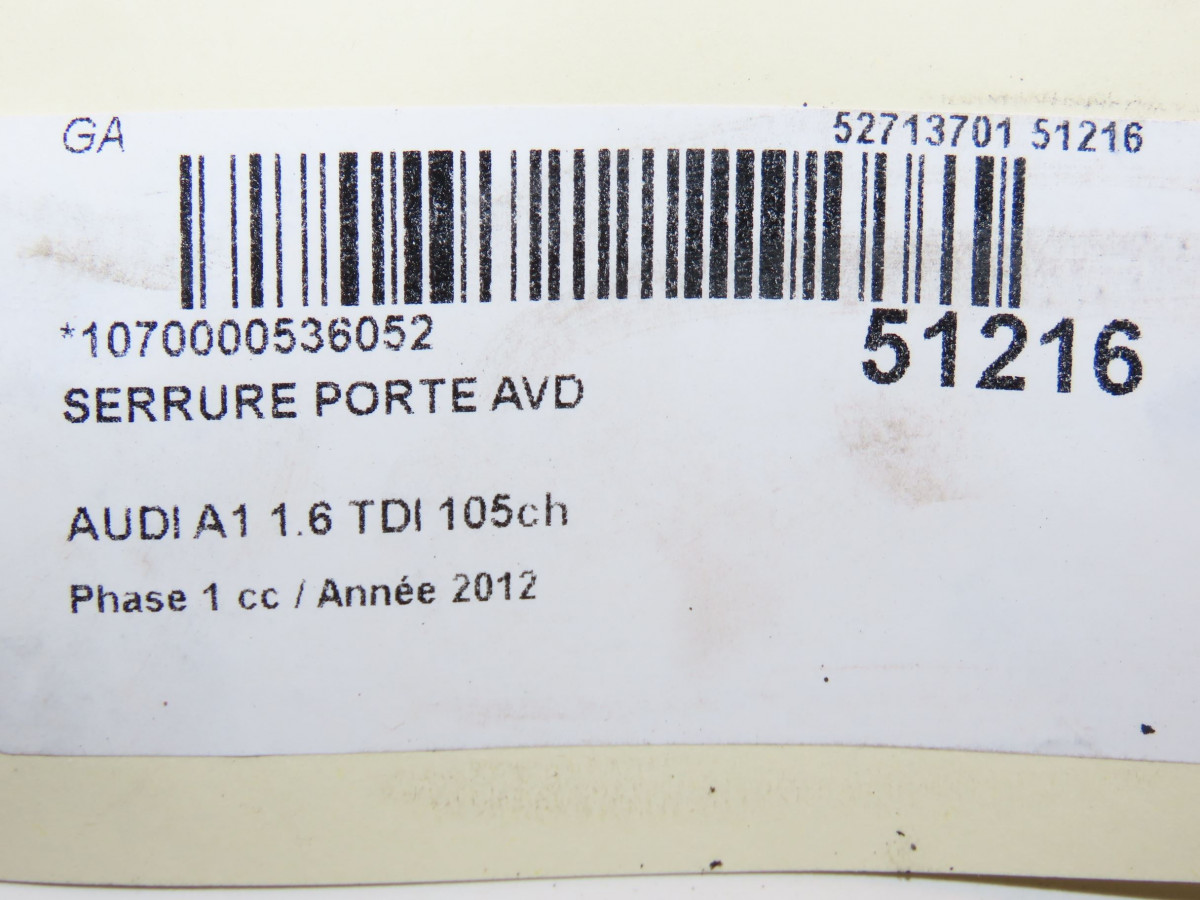 GA 52713701 51216
*1070000536052 51216
SERRURE PORTE AVD
AUDI A1 1.6 TDI 105ch
Phase 1 cc / Année 2012